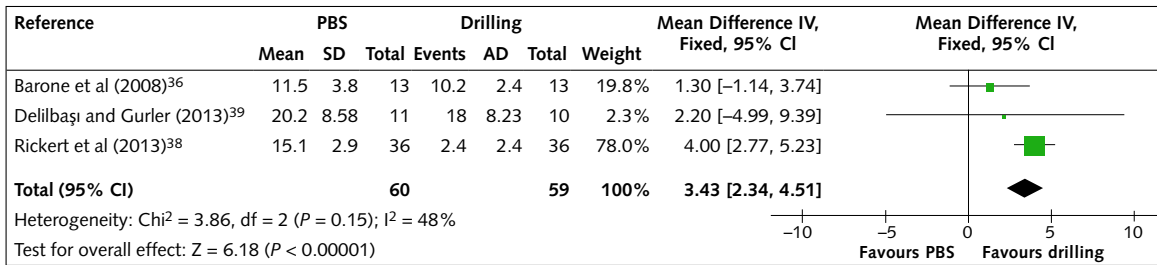 Reference PBS Drilling Mean Difference IV, Mean Difference IV,
Mean SD Total Events AD Total Weight Fixed, 95% CI Fixed, 95% CI
Barone et al (2008)36 11.5 3.8 13 10.2 2.4 13 19.8% 1.30 [–1.14, 3.74]
Delilbaşı and Gurler (2013)39 20.2 8.58 11 18 8.23 10 2.3% 2.20 [–4.99, 9.39]
Rickert et al (2013)38 15.1 2.9 36 2.4 2.4 36 78.0% 4.00 [2.77, 5.23]
Total (95% CI) 60 59 100% 3.43 [2.34, 4.51]
Heterogeneity: Chi2 = 3.86, df = 2 (P = 0.15); I2 = 48%
Test for overall effect: Z = 6.18 (P < 0.00001)
–10 –5 0 5 10
Favours PBS Favours drilling